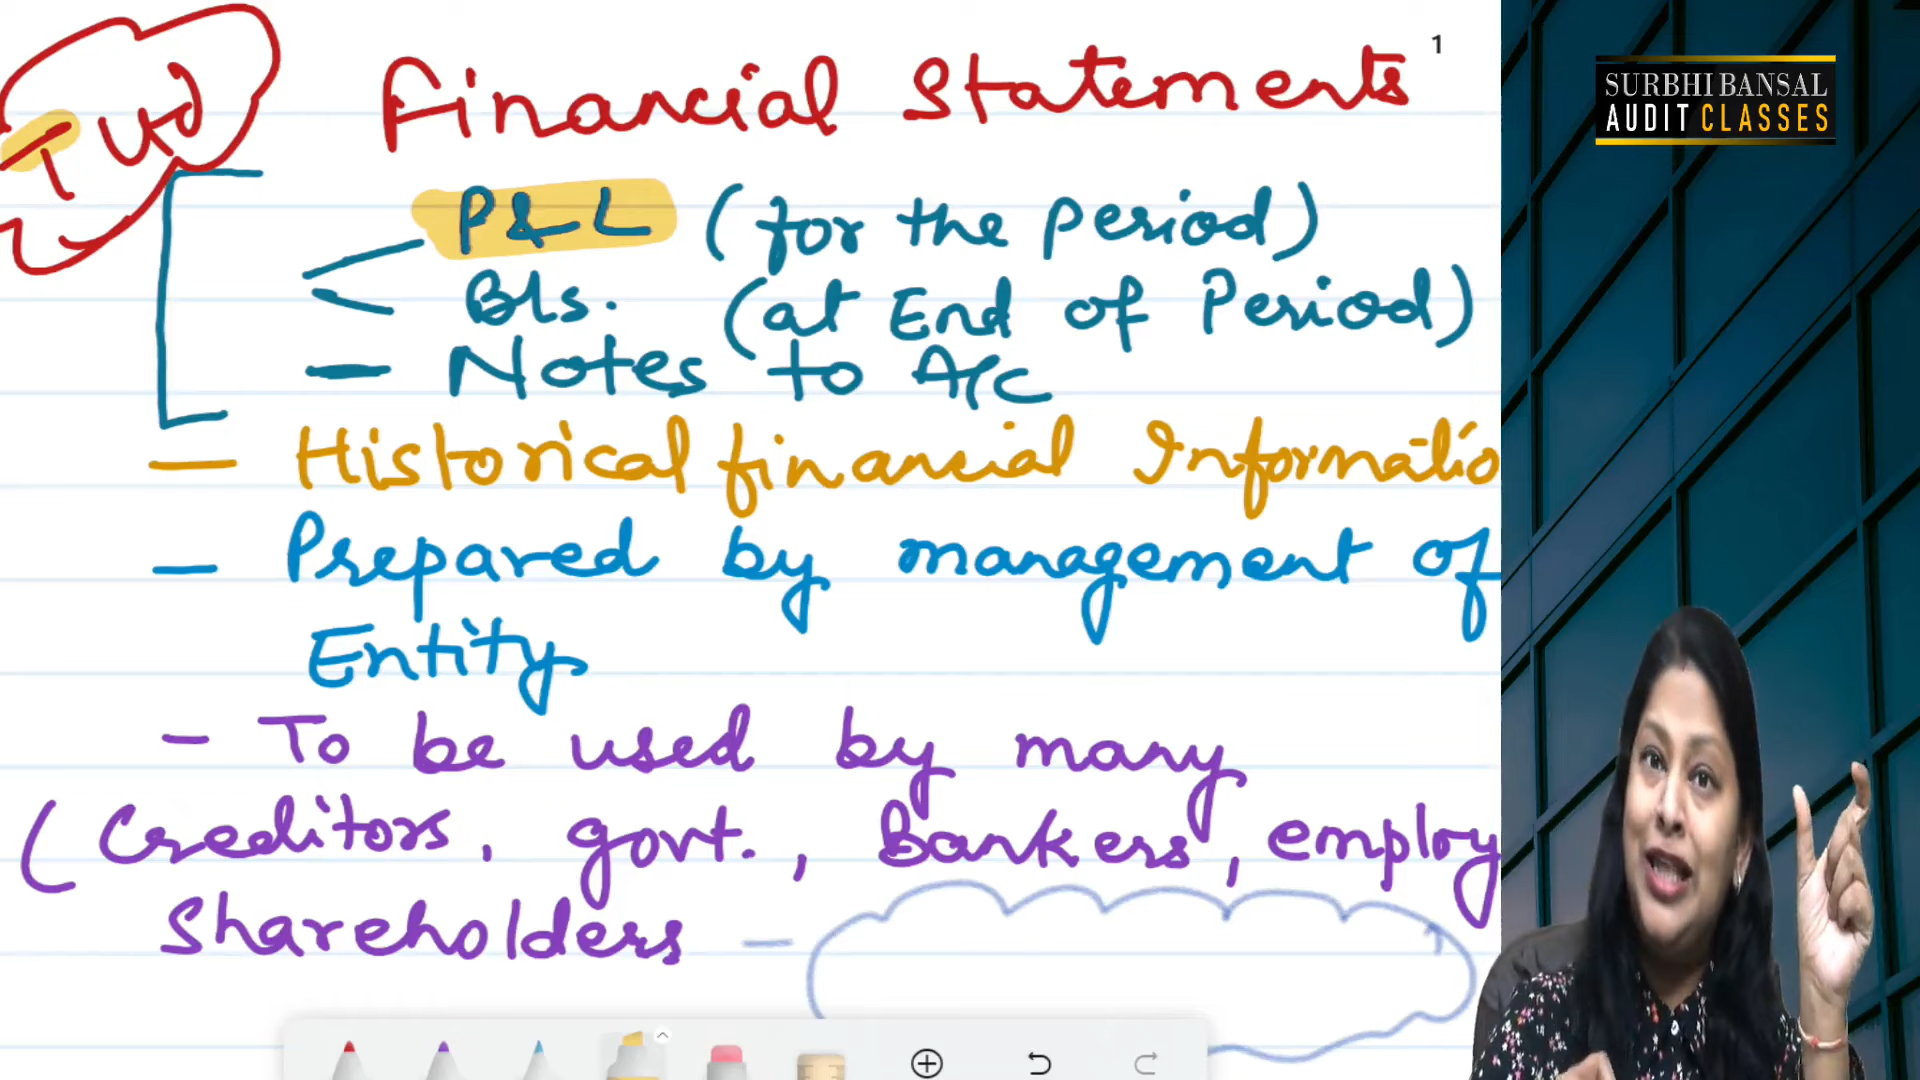 1
Financial Statements
P&L (for the period)
Bls. (at End of Period)
— Notes to A/C
— Historical financial Informatio
— Prepared by management of
Entity
- To be used by many
(Creditors, govt., Bankers, employ
Shareholders —
SURBHI BANSAL
AUDIT CLASSES